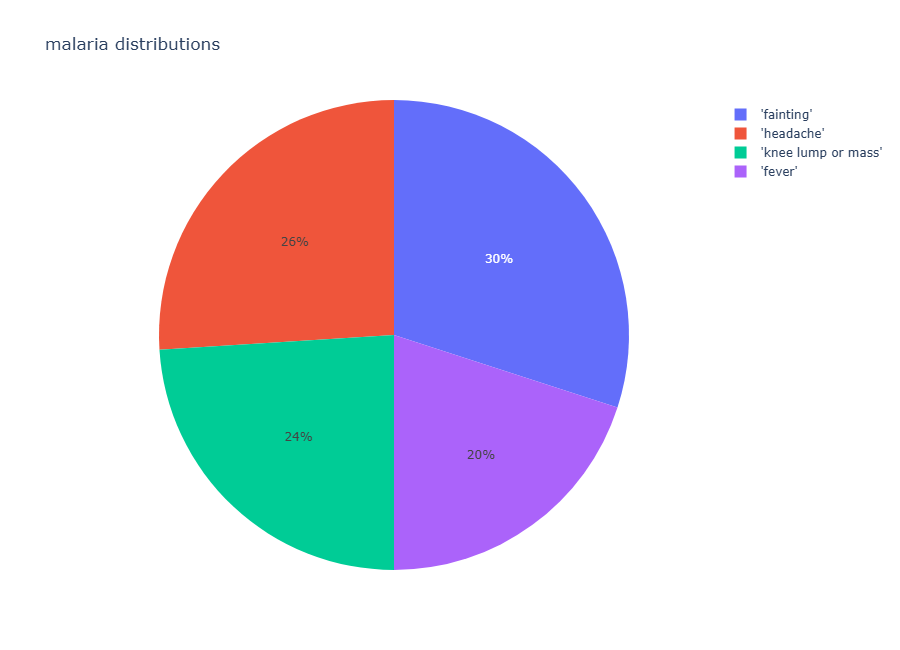 malaria distributions
'fainting'
'headache'
'knee lump or mass'
'fever'
26%
30%
24%
20%